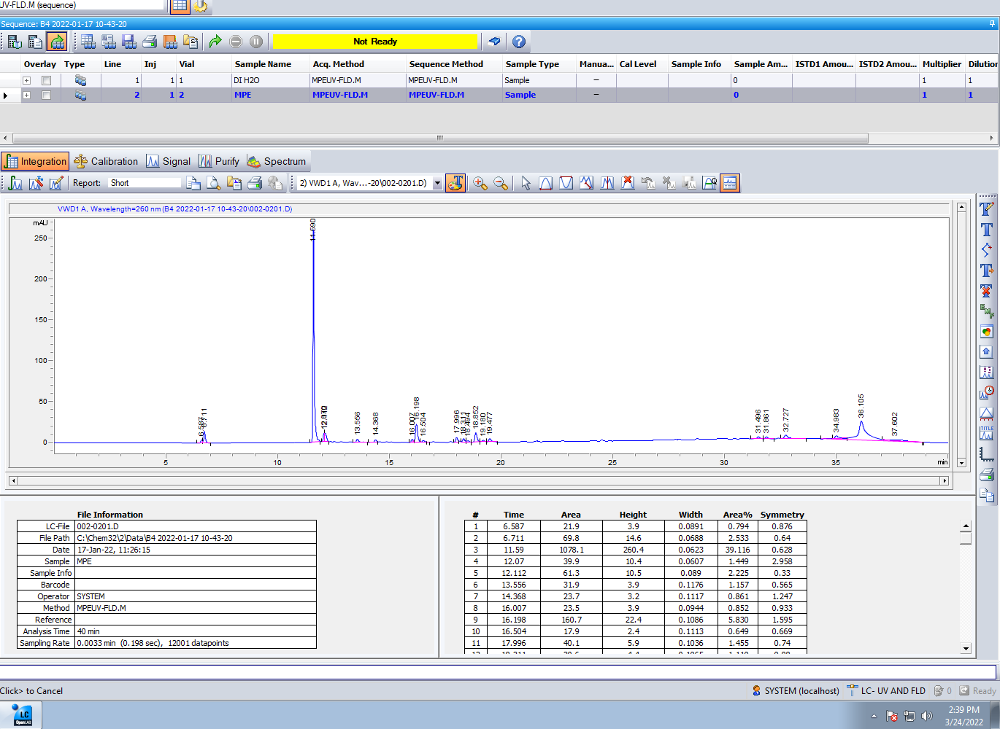 UV-FLD.M (sequence)
Sequence: B4 2022-01-17 10-43-20
Not Ready
Overlay Type Line Inj Vial Sample Name Acq. Method Sequence Method Sample Type Manua... Cal Level Sample Info Sample Am... ISTD1 Amou... ISTD2 Amou... Multiplier Dilution
1 1 1 DI H2O MPEUV-FLD.M MPEUV-FLD.M Sample – 0 1 1
2 1 2 MPE MPEUV-FLD.M MPEUV-FLD.M Sample – 0 1 1
Integration Calibration Signal Purify Spectrum
Report: Short 2) VWD1 A, Wav...-20\002-0201.D)
VWD1 A, Wavelength=260 nm (B4 2022-01-17 10-43-20\002-0201.D)
mAU
250
200
150
100
50
0
11.590
6.587
6.711
12.070
12.112
13.556
14.368
16.007
16.198
16.504
17.996
18.311
18.494
18.852
19.180
19.477
31.496
31.861
32.727
34.983
36.105
37.602
5 10 15 20 25 30 35 min
EMF
TITLE
File Information
LC-File 002-0201.D
File Path C:\Chem32\2\Data\B4 2022-01-17 10-43-20
Date 17-Jan-22, 11:26:15
Sample MPE
Sample Info
Barcode
Operator SYSTEM
Method MPEUV-FLD.M
Reference
Analysis Time 40 min
Sampling Rate 0.0033 min (0.198 sec), 12001 datapoints
# Time Area Height Width Area% Symmetry
1 6.587 21.9 3.9 0.0891 0.794 0.876
2 6.711 69.8 14.6 0.0688 2.533 0.64
3 11.59 1078.1 260.4 0.0623 39.116 0.628
4 12.07 39.9 10.4 0.0607 1.449 2.958
5 12.112 61.3 10.5 0.089 2.225 0.33
6 13.556 31.9 3.9 0.1176 1.157 0.565
7 14.368 23.7 3.2 0.1117 0.861 1.247
8 16.007 23.5 3.9 0.0944 0.852 0.933
9 16.198 160.7 22.4 0.1086 5.830 1.595
10 16.504 17.9 2.4 0.1113 0.649 0.669
11 17.996 40.1 5.9 0.1036 1.455 0.74
Click> to Cancel
SYSTEM (localhost) LC- UV AND FLD 0 Ready
LC
OpenLAB
2:39 PM
3/24/2022